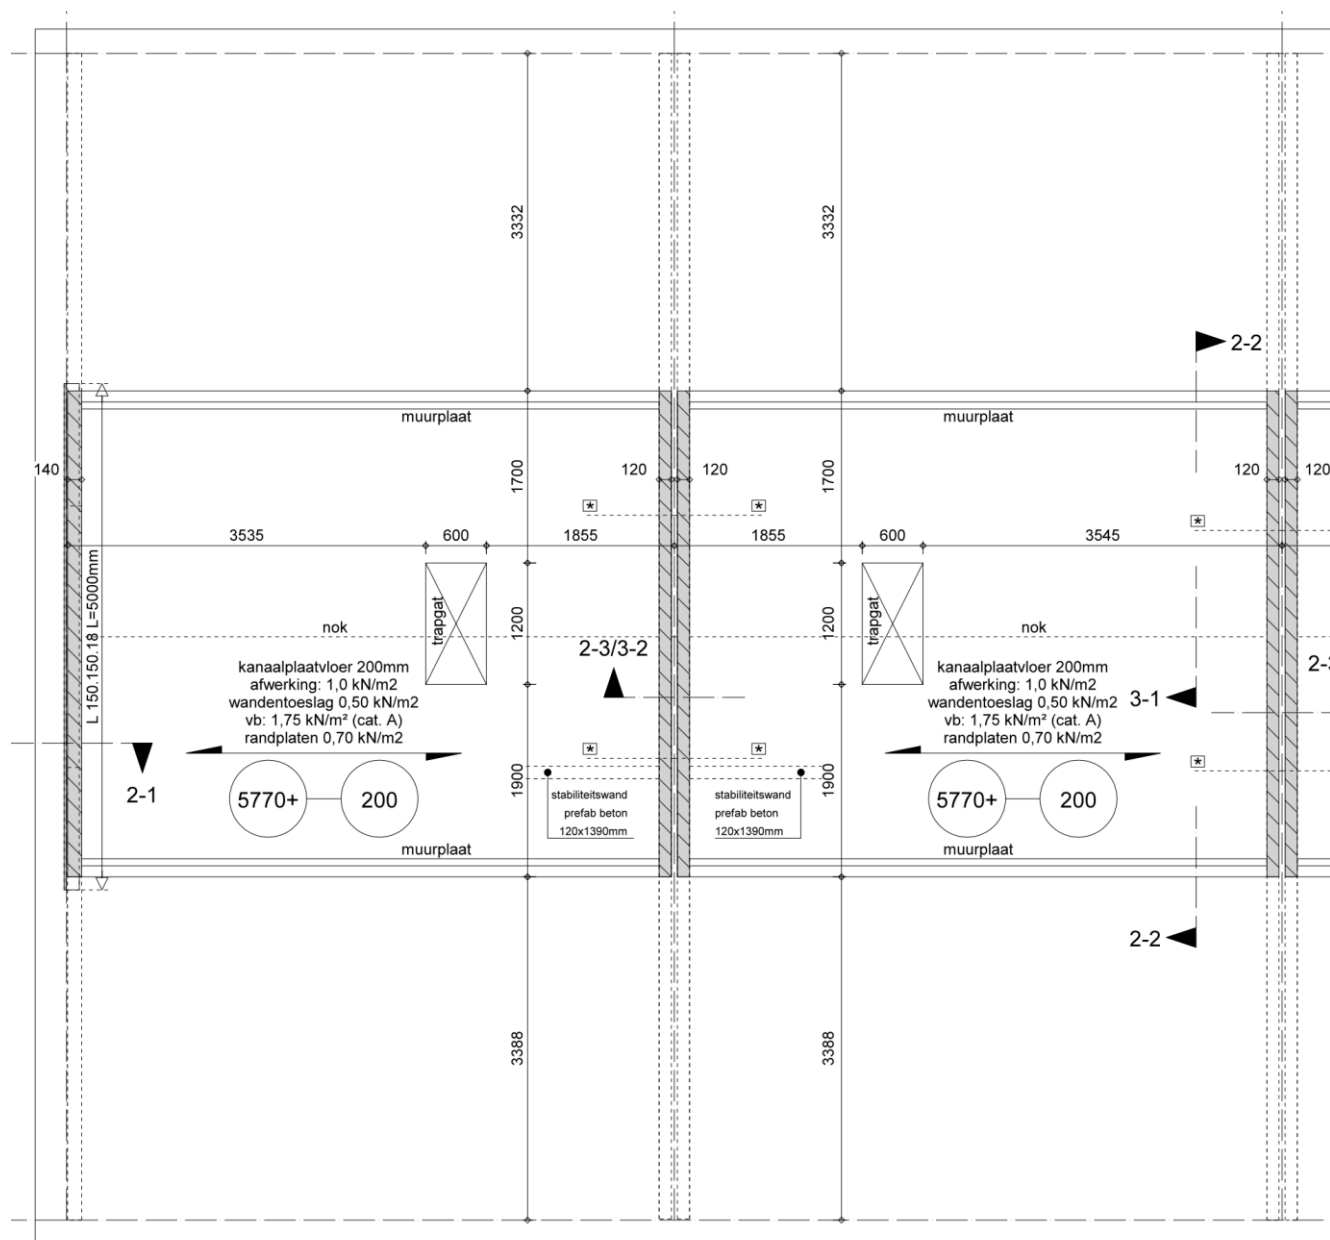 3332
3332
2-2
muurplaat
muurplaat
140
1700
120
120
1700
120
120
*
*
*
3535
600
1855
1855
600
3545
L 150.150.18 L=5000mm
trapgat
1200
1200
trapgat
nok
nok
2-3/3-2
kanaalplaatvloer 200mm
afwerking: 1,0 kN/m2
wandentoeslag 0,50 kN/m2
vb: 1,75 kN/m² (cat. A)
randplaten 0,70 kN/m2
kanaalplaatvloer 200mm
afwerking: 1,0 kN/m2
wandentoeslag 0,50 kN/m2
vb: 1,75 kN/m² (cat. A)
randplaten 0,70 kN/m2
3-1
*
*
*
2-1
5770+
200
1900
stabiliteitswand
prefab beton
120x1390mm
stabiliteitswand
prefab beton
120x1390mm
1900
5770+
200
muurplaat
muurplaat
2-2
3388
3388